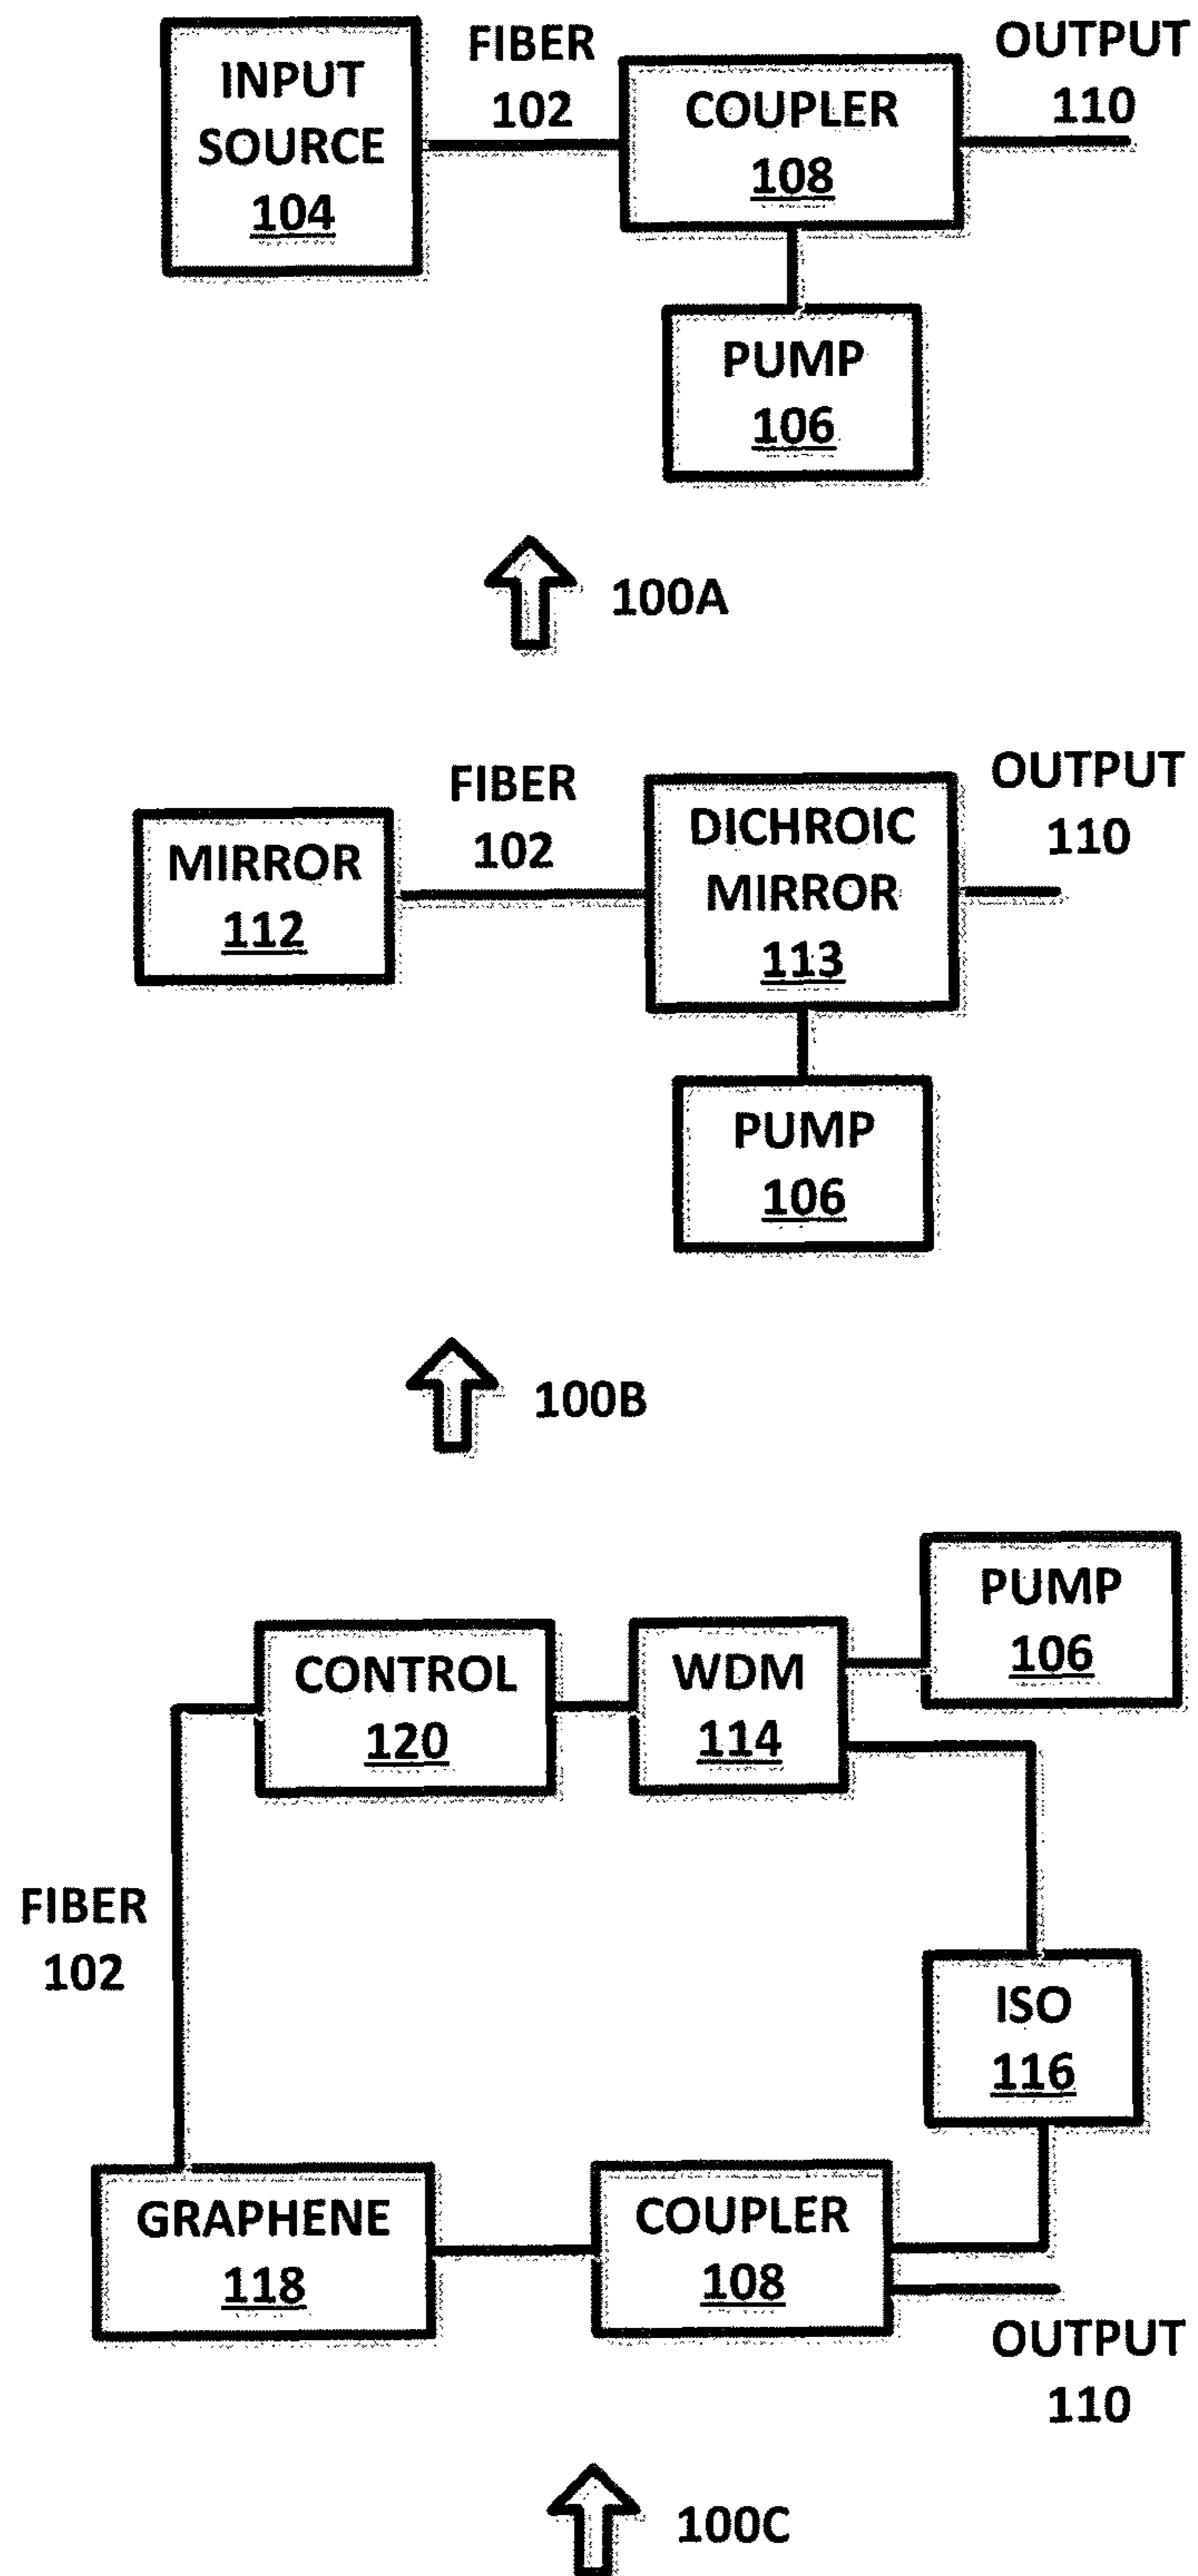 INPUT
SOURCE
104
FIBER
102
COUPLER
108
OUTPUT
110
PUMP
106
100A
MIRROR
112
FIBER
102
DICHROIC
MIRROR
113
OUTPUT
110
PUMP
106
100B
PUMP
106
CONTROL
120
WDM
114
FIBER
102
ISO
116
GRAPHENE
118
COUPLER
108
OUTPUT
110
100C